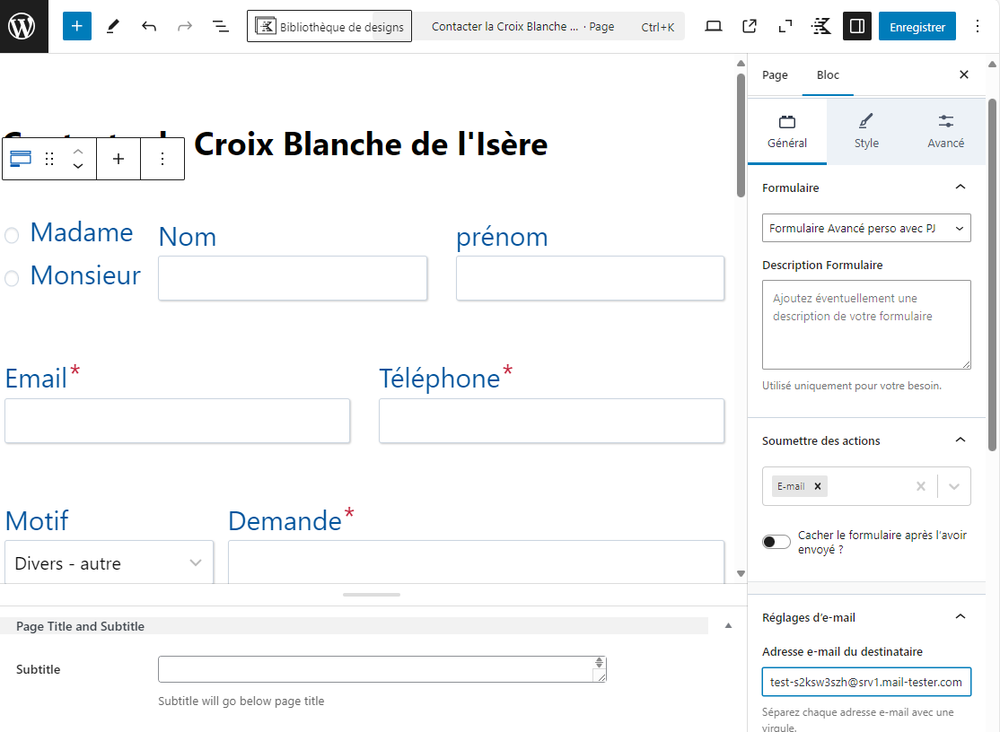 Bibliothèque de designs
Contacter la Croix Blanche ... · Page Ctrl+K
Enregistrer
Croix Blanche de l'Isère
Madame
Monsieur
Nom
prénom
Email*
Téléphone*
Motif
Demande*
Divers - autre
Page Title and Subtitle
Subtitle
Subtitle will go below page title
Page
Bloc
Général
Style
Avancé
Formulaire
Formulaire Avancé perso avec PJ
Description Formulaire
Ajoutez éventuellement une
description de votre formulaire
Utilisé uniquement pour votre besoin.
Soumettre des actions
E-mail
Cacher le formulaire après l'avoir
envoyé ?
Réglages d'e-mail
Adresse e-mail du destinataire
test-s2ksw3szh@srv1.mail-tester.com
Séparez chaque adresse e-mail avec une
virgule.